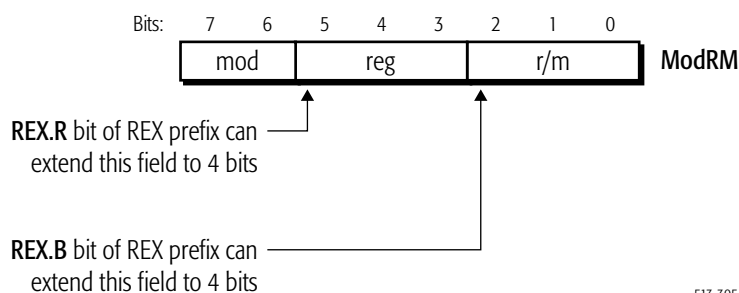 Bits: 7 6 5 4 3 2 1 0
mod reg r/m ModRM
REX.R bit of REX prefix can
extend this field to 4 bits
REX.B bit of REX prefix can
extend this field to 4 bits